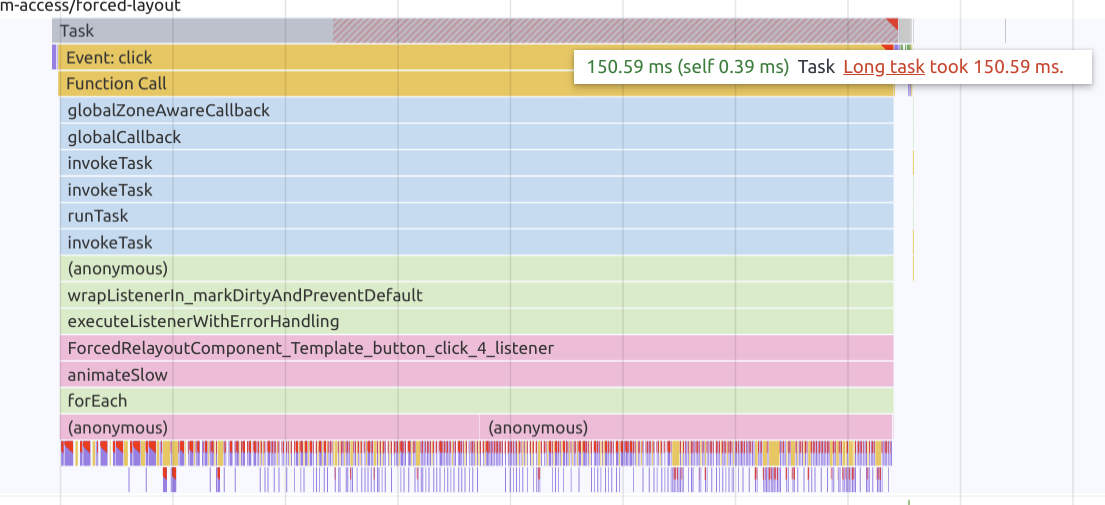 m-access/forced-layout
Task
Event: click
150.59 ms (self 0.39 ms) Task Long task took 150.59 ms.
Function Call
globalZoneAwareCallback
globalCallback
invokeTask
invokeTask
runTask
invokeTask
(anonymous)
wrapListenerIn_markDirtyAndPreventDefault
executeListenerWithErrorHandling
ForcedRelayoutComponent_Template_button_click_4_listener
animateSlow
forEach
(anonymous) (anonymous)